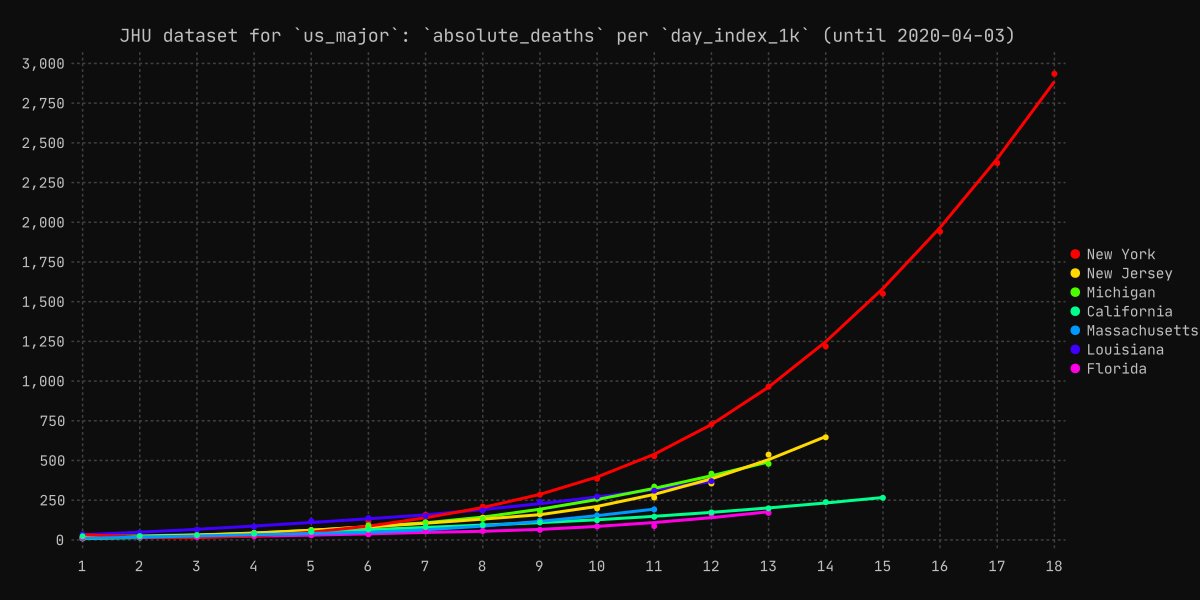 JHU dataset for `us_major`: `absolute_deaths` per `day_index_1k` (until 2020-04-03)
3,000
2,750
2,500
2,250
2,000
1,750
1,500
1,250
1,000
750
500
250
0
1 2 3 4 5 6 7 8 9 10 11 12 13 14 15 16 17 18
New York
New Jersey
Michigan
California
Massachusetts
Louisiana
Florida